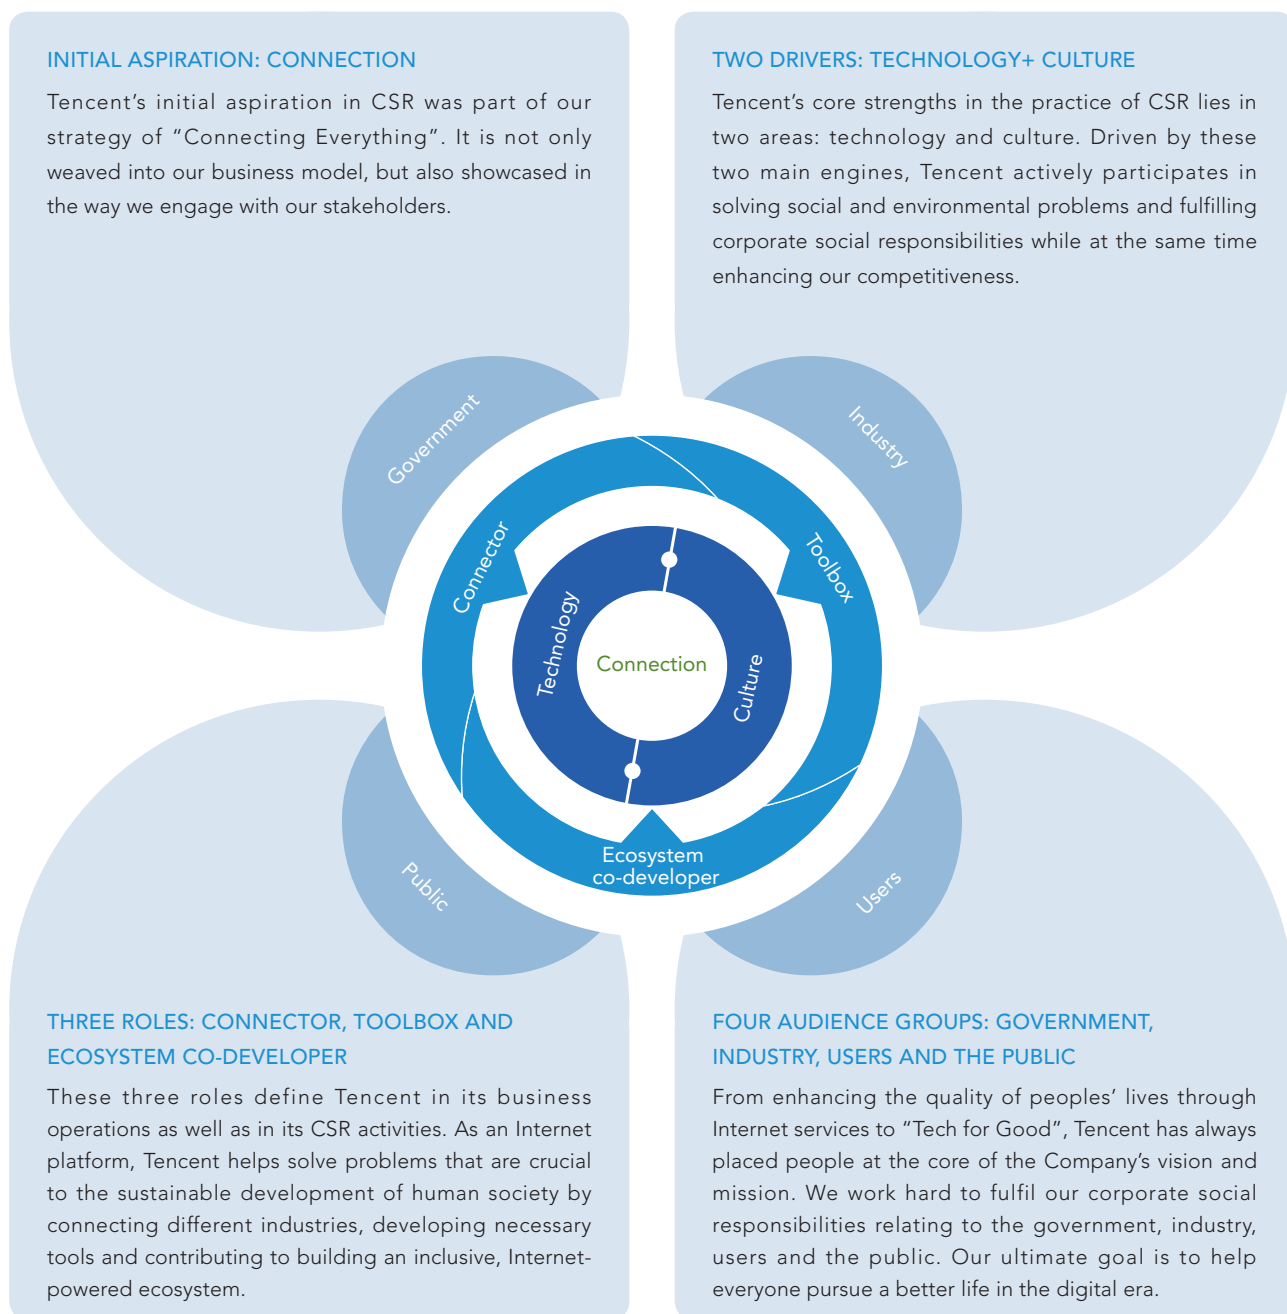 INITIAL ASPIRATION: CONNECTION
Tencent's initial aspiration in CSR was part of our
strategy of “Connecting Everything”. It is not only
weaved into our business model, but also showcased in
the way we engage with our stakeholders.
TWO DRIVERS: TECHNOLOGY+ CULTURE
Tencent's core strengths in the practice of CSR lies in
two areas: technology and culture. Driven by these
two main engines, Tencent actively participates in
solving social and environmental problems and fulfilling
corporate social responsibilities while at the same time
enhancing our competitiveness.
Government
Industry
Connector
Toolbox
Technology
Connection
Culture
Ecosystem
co-developer
Public
Users
THREE ROLES: CONNECTOR, TOOLBOX AND
ECOSYSTEM CO-DEVELOPER
These three roles define Tencent in its business
operations as well as in its CSR activities. As an Internet
platform, Tencent helps solve problems that are crucial
to the sustainable development of human society by
connecting different industries, developing necessary
tools and contributing to building an inclusive, Internet-
powered ecosystem.
FOUR AUDIENCE GROUPS: GOVERNMENT,
INDUSTRY, USERS AND THE PUBLIC
From enhancing the quality of peoples' lives through
Internet services to “Tech for Good”, Tencent has always
placed people at the core of the Company's vision and
mission. We work hard to fulfil our corporate social
responsibilities relating to the government, industry,
users and the public. Our ultimate goal is to help
everyone pursue a better life in the digital era.